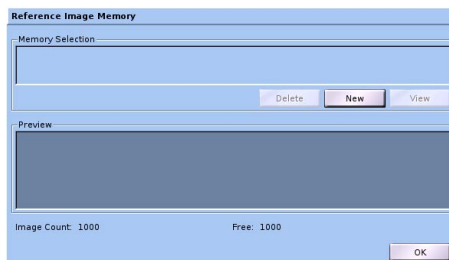 Reference Image Memory
Memory Selection
Delete New View
Preview
Image Count: 1000 Free: 1000
OK